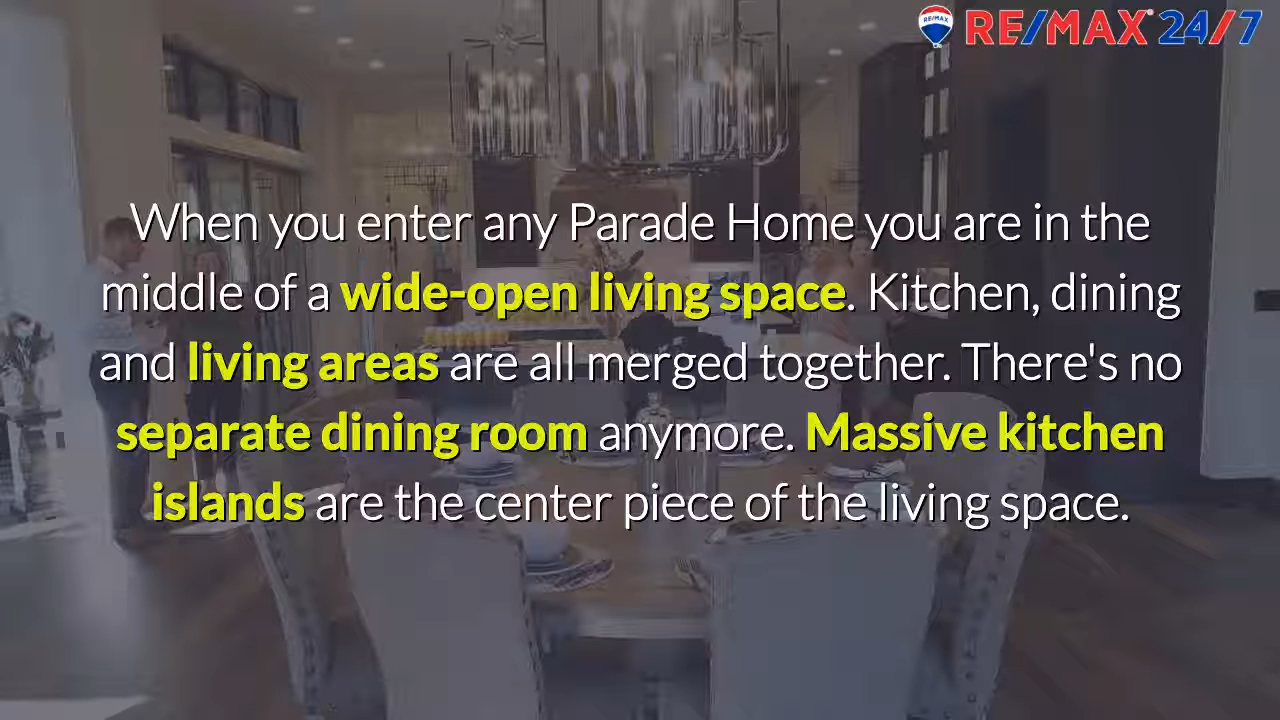 RE/MAX 24/7
When you enter any Parade Home you are in the
middle of a wide-open living space. Kitchen, dining
and living areas are all merged together. There's no
separate dining room anymore. Massive kitchen
islands are the center piece of the living space.